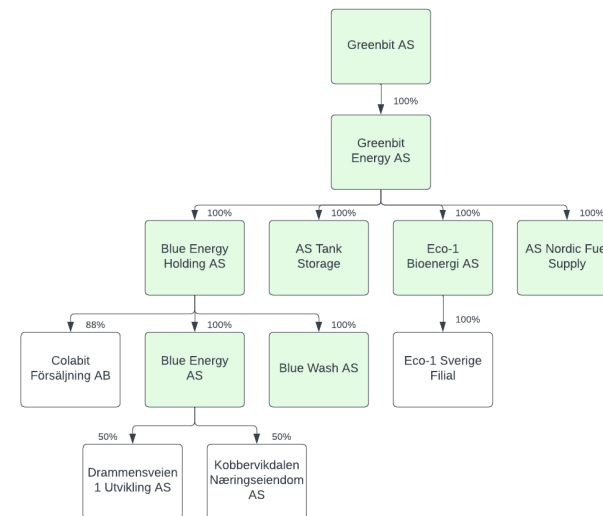 Greenbit AS
100%
Greenbit
Energy AS
100%
100%
100%
100%
Blue Energy
Holding AS
AS Tank
Storage
Eco-1
Bioenergi AS
AS Nordic Fue
Supply
88%
100%
100%
100%
Colabit
Försäljning AB
Blue Energy
AS
Blue Wash AS
Eco-1 Sverige
Filial
50%
50%
Drammensveien
1 Utvikling AS
Kobbervikdalen
Næringseiendom
AS